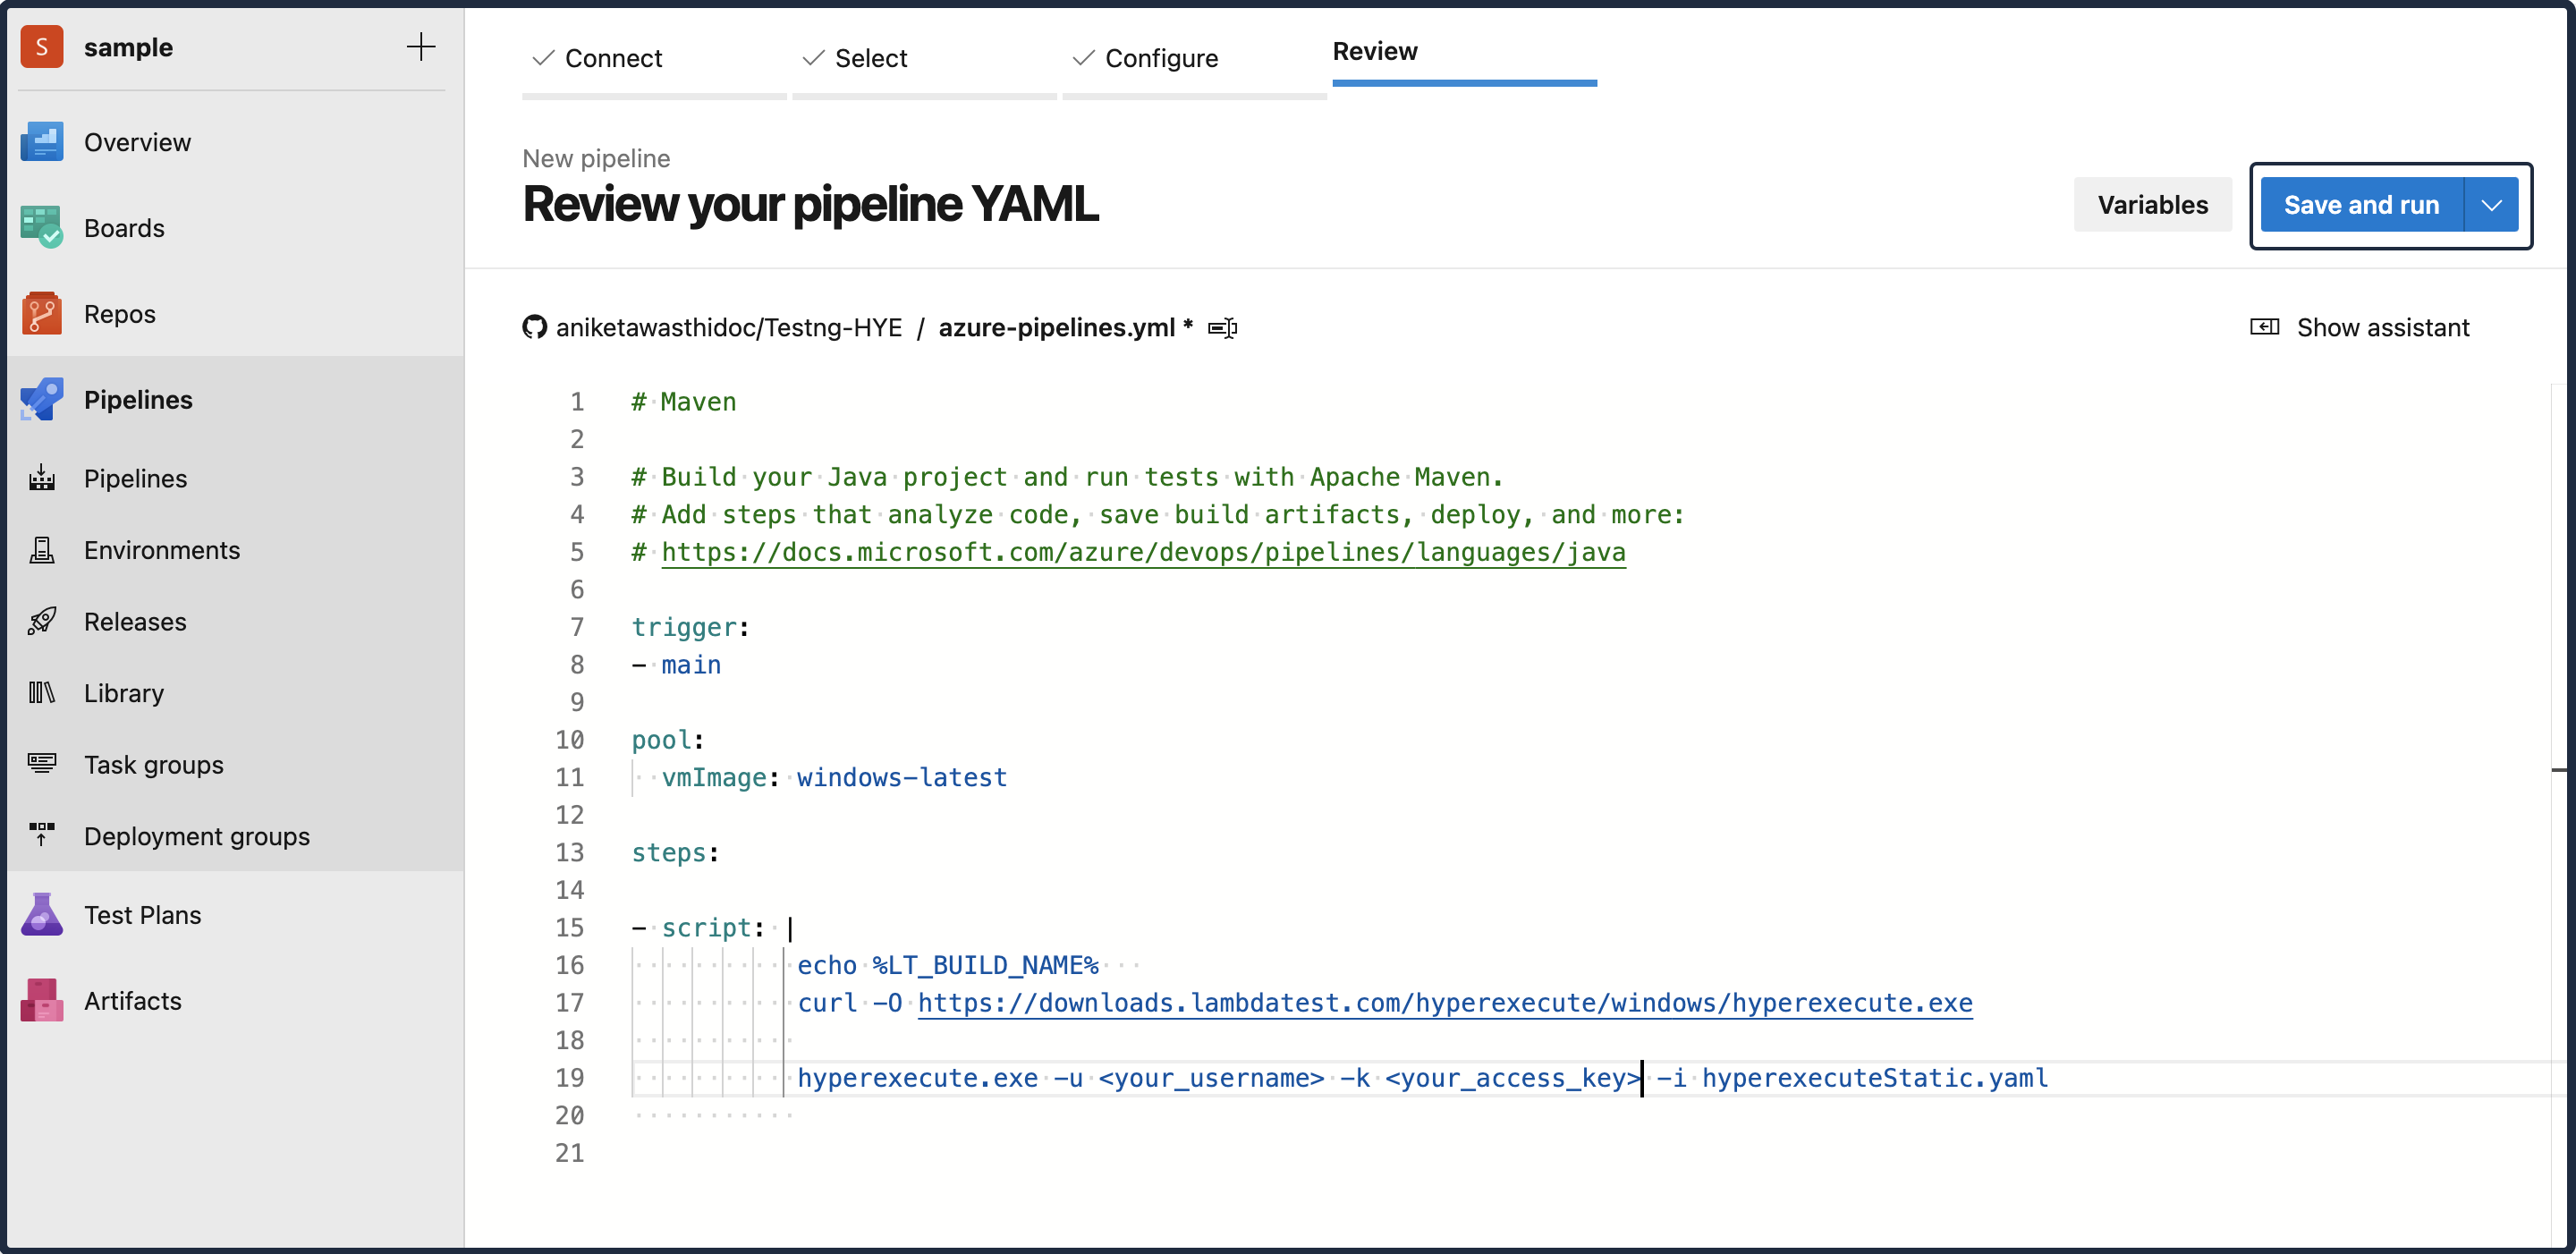 S sample
Overview
Boards
Repos
Pipelines
Pipelines
Environments
Releases
Library
Task groups
Deployment groups
Test Plans
Artifacts
Connect Select Configure Review
New pipeline
Review your pipeline YAML
Variables Save and run
aniketawasthidoc/Testng-HYE / azure-pipelines.yml * Show assistant
1 # Maven
2
3 # Build your Java project and run tests with Apache Maven.
4 # Add steps that analyze code, save build artifacts, deploy, and more:
5 # https://docs.microsoft.com/azure/devops/pipelines/languages/java
6
7 trigger:
8 - main
9
10 pool:
11 vmImage: windows-latest
12
13 steps:
14
15 - script: |
16 echo %LT_BUILD_NAME%
17 curl -O https://downloads.lambdatest.com/hyperexecute/windows/hyperexecute.exe
18
19 hyperexecute.exe -u <your_username> -k <your_access_key> -i hyperexecuteStatic.yaml
20
21